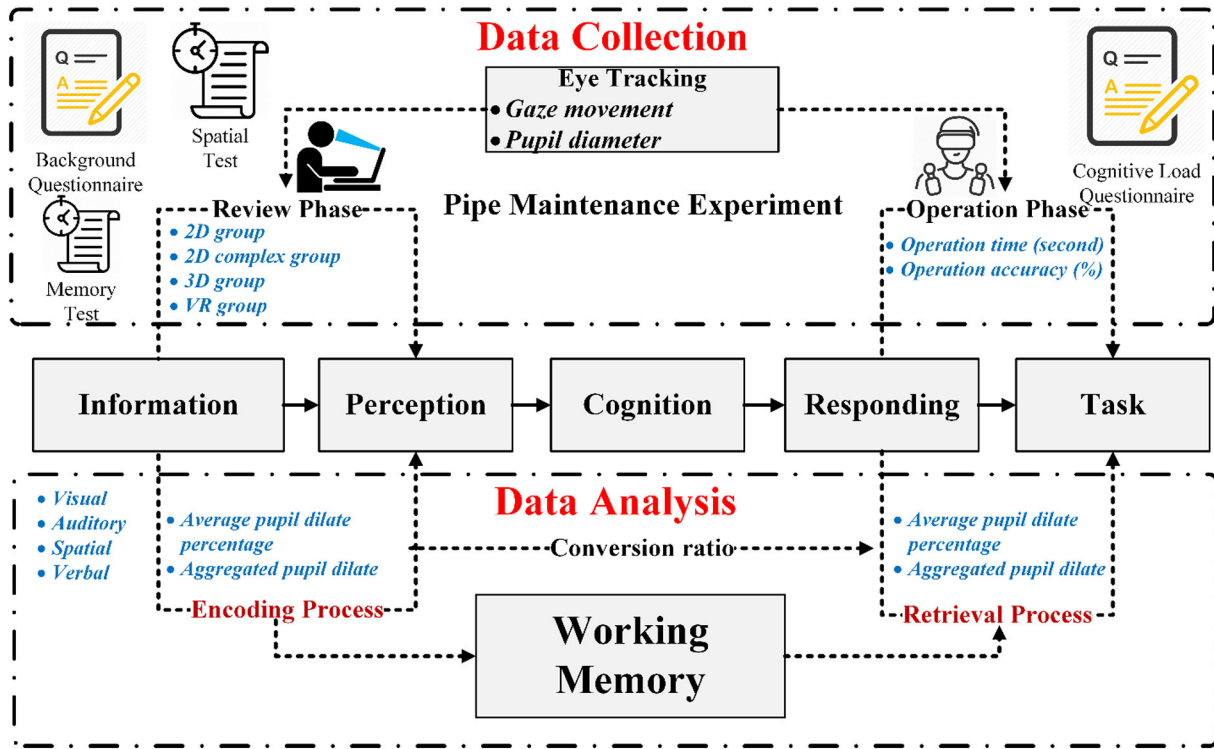 Data Collection
Q
A
Background
Questionnaire
Spatial
Test
Memory
Test
Eye Tracking
• Gaze movement
• Pupil diameter
Q
A
Cognitive Load
Questionnaire
Review Phase
• 2D group
• 2D complex group
• 3D group
• VR group
Pipe Maintenance Experiment
Operation Phase
• Operation time (second)
• Operation accuracy (%)
Information
Perception
Cognition
Responding
Task
Data Analysis
• Visual
• Auditory
• Spatial
• Verbal
• Average pupil dilate
percentage
• Aggregated pupil dilate
Encoding Process
Conversion ratio
• Average pupil dilate
percentage
• Aggregated pupil dilate
Retrieval Process
Working
Memory